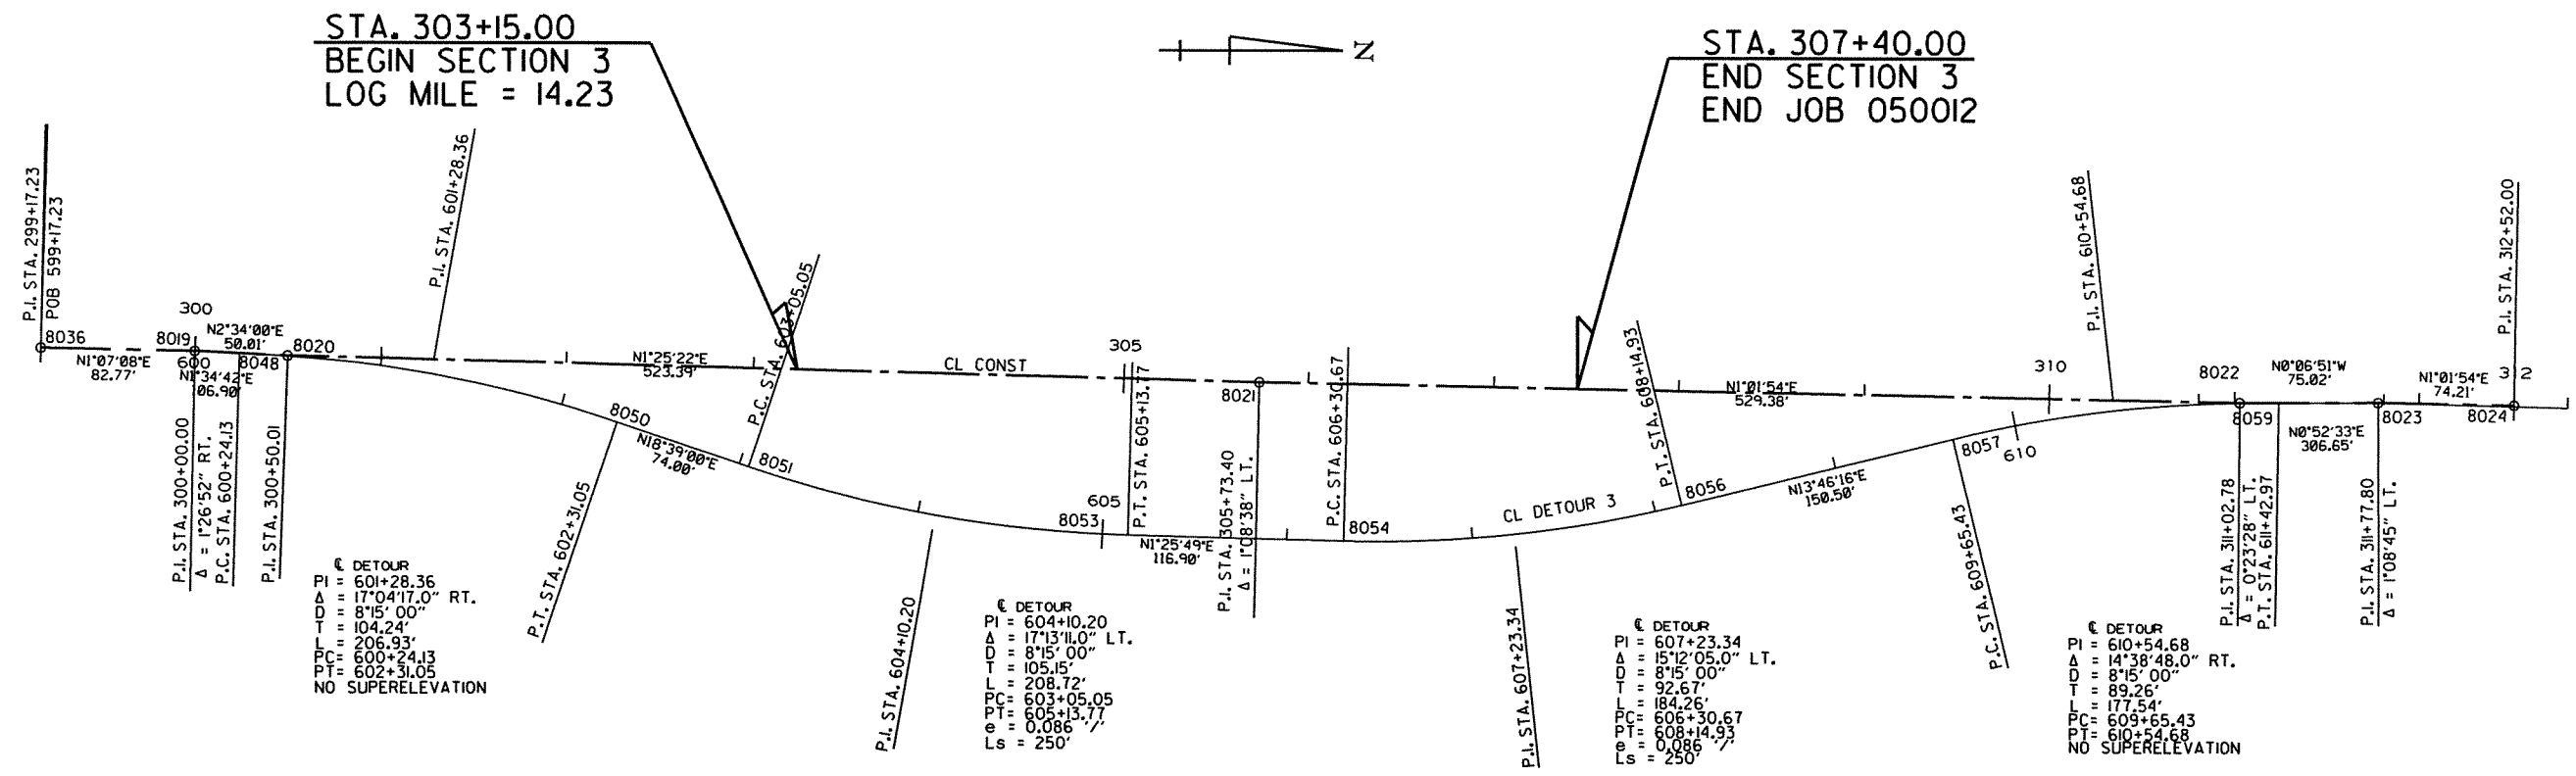 STA. 303+15.00
BEGIN SECTION 3
LOG MILE = 14.23
N
STA. 307+40.00
END SECTION 3
END JOB 050012
P.I. STA. 299+17.23
POB 599+17.23
P.I. STA. 601+28.36
P.C. STA. 603+05.05
P.T. STA. 608+14.93
P.I. STA. 610+54.68
P.I. STA. 312+52.00
8036
N1°07'08"E
82.77'
8019
300
600
N2°34'00"E
50.01'
N1°34'42"E
106.90'
8048
8020
N1°25'22"E
523.39'
CL CONST
305
8021
N1°01'54"E
529.38'
310
8022
N0°06'51"W
75.02'
N1°01'54"E
74.21'
312
8059
8023
8024
N0°52'33"E
306.65'
8050
N18°39'00"E
74.00'
8051
605
8053
N1°25'49"E
116.90'
8054
CL DETOUR 3
8056
N13°46'16"E
150.50'
8057
610
P.I. STA. 300+00.00
Δ = 1°26'52" RT.
P.C. STA. 600+24.13
P.I. STA. 300+50.01
P.T. STA. 602+31.05
P.I. STA. 604+10.20
P.T. STA. 605+13.77
P.I. STA. 305+73.40
Δ = 1°08'38" LT.
P.C. STA. 606+30.67
P.I. STA. 607+23.34
P.C. STA. 609+65.43
P.I. STA. 311+02.78
Δ = 0°23'28" LT.
P.T. STA. 611+42.97
P.I. STA. 311+77.80
Δ = 1°08'45" LT.
℄ DETOUR
PI = 601+28.36
Δ = 17°04'17.0" RT.
D = 8°15' 00"
T = 104.24'
L = 206.93'
PC= 600+24.13
PT= 602+31.05
NO SUPERELEVATION
℄ DETOUR
PI = 604+10.20
Δ = 17°13'11.0" LT.
D = 8°15' 00"
T = 105.15'
L = 208.72'
PC= 603+05.05
PT= 605+13.77
e = 0.086 '/'
Ls = 250'
℄ DETOUR
PI = 607+23.34
Δ = 15°12'05.0" LT.
D = 8°15' 00"
T = 92.67'
L = 184.26'
PC= 606+30.67
PT= 608+14.93
e = 0.086 '/'
Ls = 250'
℄ DETOUR
PI = 610+54.68
Δ = 14°38'48.0" RT.
D = 8°15' 00"
T = 89.26'
L = 177.54'
PC= 609+65.43
PT= 610+54.68
NO SUPERELEVATION